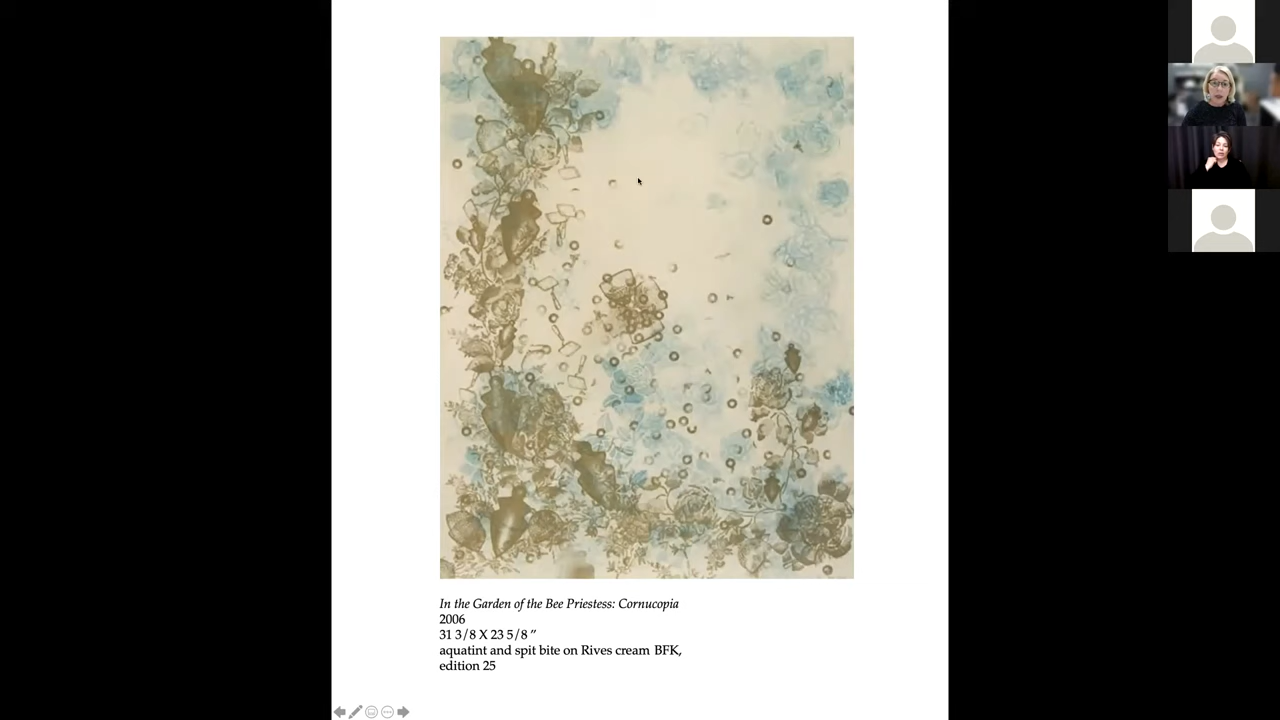 In the Garden of the Bee Priestess: Cornucopia
2006
31 3/8 X 23 5/8 ”
aquatint and spit bite on Rives cream BFK,
edition 25